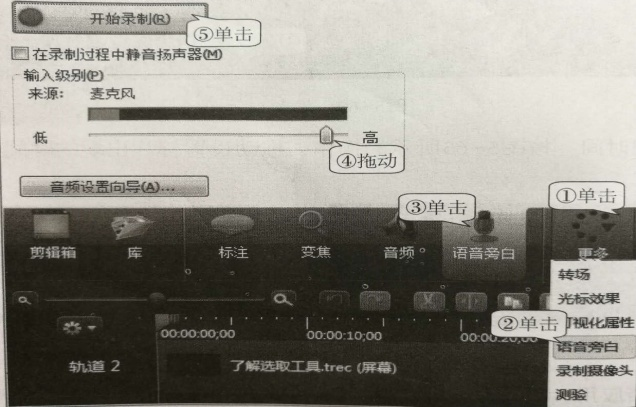 开始录制(R)
⑤单击
在录制过程中静音扬声器(M)
输入级别(P)
来源： 麦克风
低 高
④拖动
音频设置向导(A)...
①单击
③单击
剪辑箱 库 标注 变焦 音频 语音旁白 更多
转场
光标效果
②单击 可视化属性
00:00:00;00 00:00:10;00 00:00:20;00
语音旁白
轨道 2 了解选取工具.trec (屏幕)
录制摄像头
测验